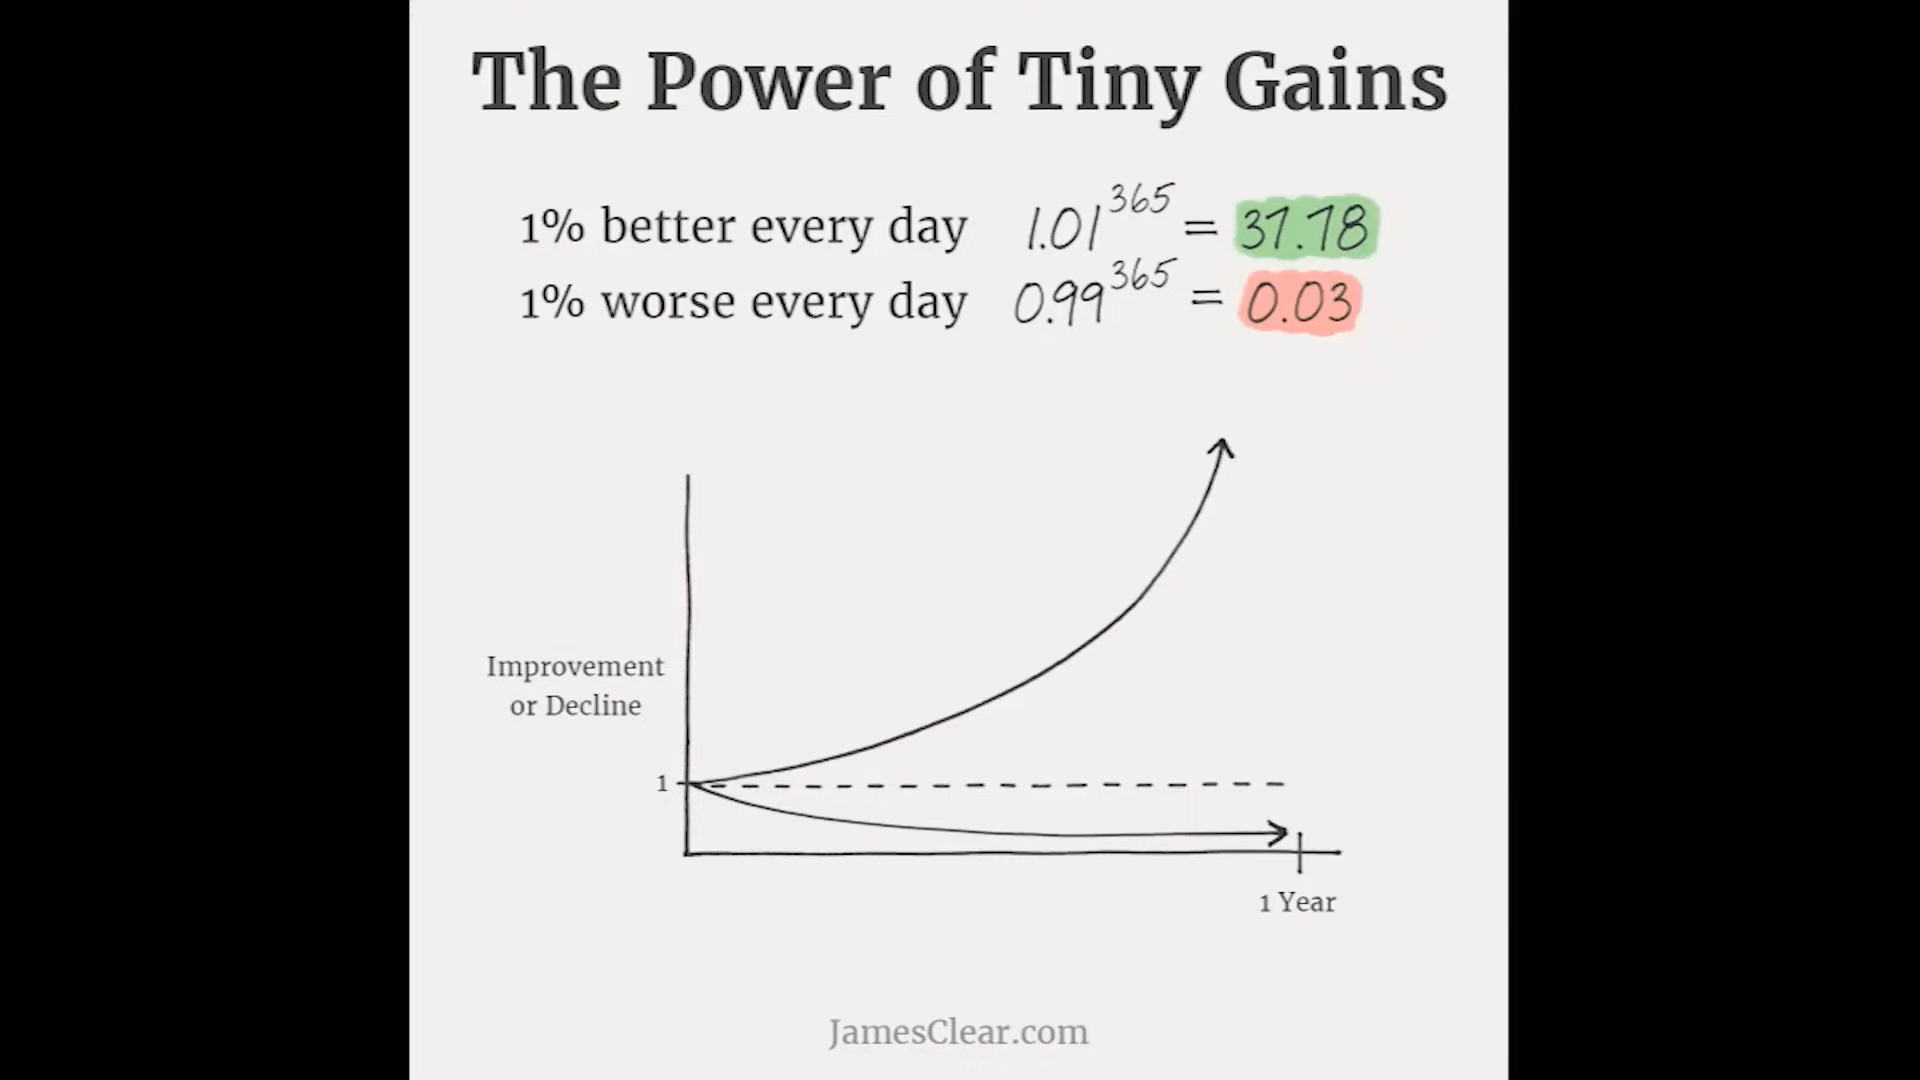 The Power of Tiny Gains
1% better every day 1.01^365 = 37.78
1% worse every day 0.99^365 = 0.03
Improvement
or Decline
1
1 Year
JamesClear.com